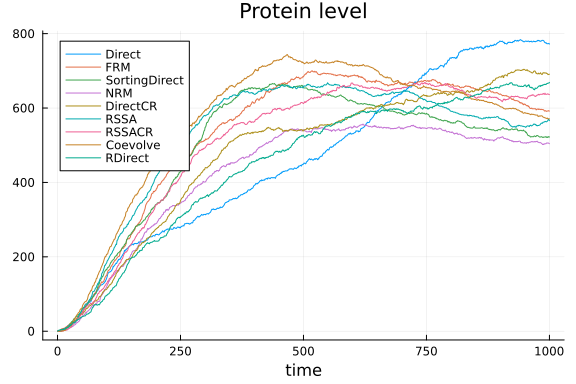 Protein level
800
600
400
200
0
Direct
FRM
SortingDirect
NRM
DirectCR
RSSA
RSSACR
Coevolve
RDirect
0 250 500 750 1000
time